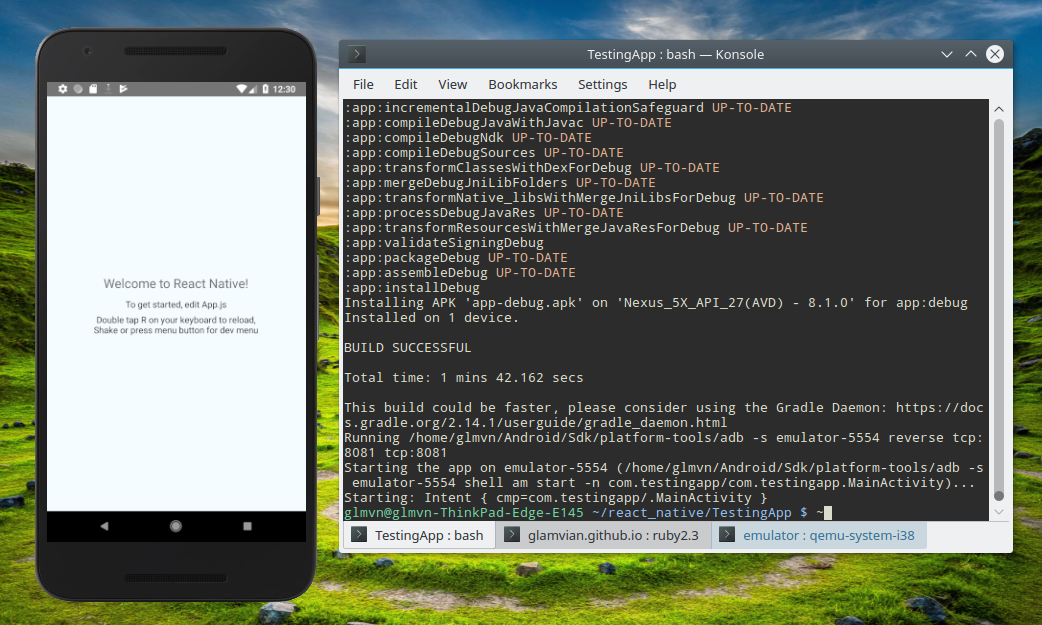 12:30
Welcome to React Native!
To get started, edit App.js
Double tap R on your keyboard to reload,
Shake or press menu button for dev menu
TestingApp : bash — Konsole
File Edit View Bookmarks Settings Help
:app:incrementalDebugJavaCompilationSafeguard UP-TO-DATE
:app:compileDebugJavaWithJavac UP-TO-DATE
:app:compileDebugNdk UP-TO-DATE
:app:compileDebugSources UP-TO-DATE
:app:transformClassesWithDexForDebug UP-TO-DATE
:app:mergeDebugJniLibFolders UP-TO-DATE
:app:transformNative_libsWithMergeJniLibsForDebug UP-TO-DATE
:app:processDebugJavaRes UP-TO-DATE
:app:transformResourcesWithMergeJavaResForDebug UP-TO-DATE
:app:validateSigningDebug
:app:packageDebug UP-TO-DATE
:app:assembleDebug UP-TO-DATE
:app:installDebug
Installing APK 'app-debug.apk' on 'Nexus_5X_API_27(AVD) - 8.1.0' for app:debug
Installed on 1 device.
BUILD SUCCESSFUL
Total time: 1 mins 42.162 secs
This build could be faster, please consider using the Gradle Daemon: https://doc
s.gradle.org/2.14.1/userguide/gradle_daemon.html
Running /home/glmvn/Android/Sdk/platform-tools/adb -s emulator-5554 reverse tcp:
8081 tcp:8081
Starting the app on emulator-5554 (/home/glmvn/Android/Sdk/platform-tools/adb -s
 emulator-5554 shell am start -n com.testingapp/com.testingapp.MainActivity)...
Starting: Intent { cmp=com.testingapp/.MainActivity }
glmvn@glmvn-ThinkPad-Edge-E145 ~/react_native/TestingApp $ ~
TestingApp : bash glamvian.github.io : ruby2.3 emulator : qemu-system-i38